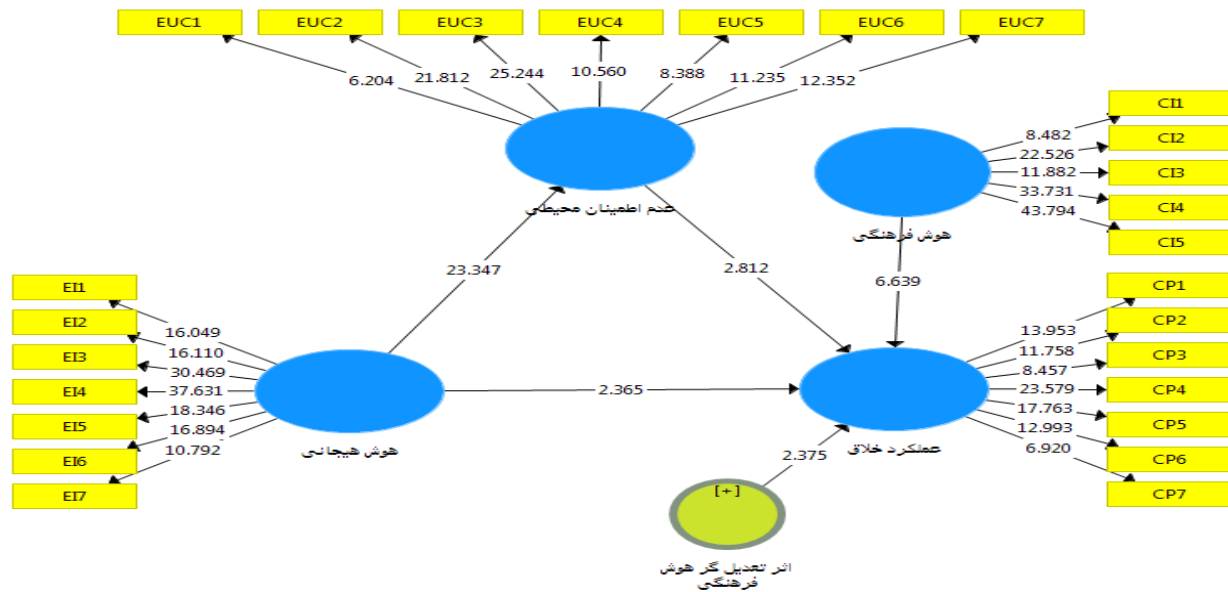 EUC1 EUC2 EUC3 EUC4 EUC5 EUC6 EUC7
6.204 21.812 25.244 10.560 8.388 11.235 12.352
عدم اطمینان محیطی
CI1
CI2
CI3
CI4
CI5
8.482
22.526
11.882
33.731
43.794
هوش فرهنگی
23.347
2.812
6.639
EI1
EI2
EI3
EI4
EI5
EI6
EI7
16.049
16.110
30.469
37.631
18.346
16.894
10.792
هوش هیجانی
2.365
CP1
CP2
CP3
CP4
CP5
CP6
CP7
13.953
11.758
8.457
23.579
17.763
12.993
6.920
عملکرد خلاق
2.375
[+]
اثر تعدیل گر هوش
فرهنگی